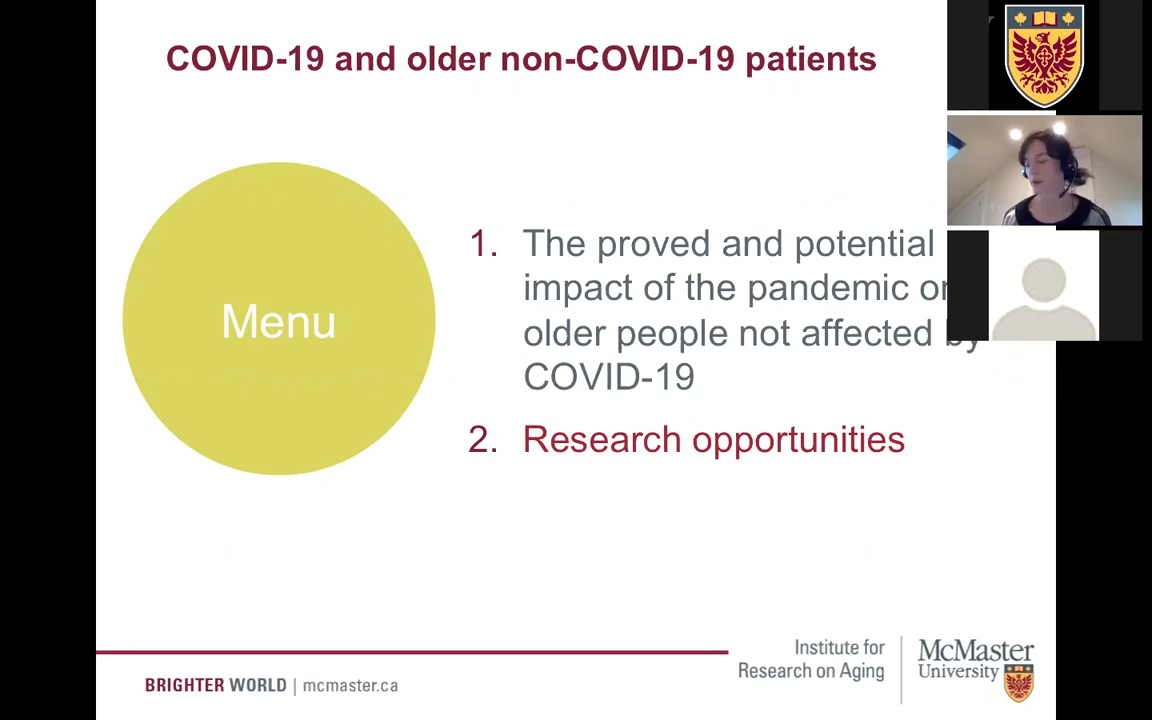 COVID-19 and older non-COVID-19 patients
Menu
1. The proved and potential
impact of the pandemic on
older people not affected by
COVID-19
2. Research opportunities
BRIGHTER WORLD | mcmaster.ca
Institute for
Research on Aging
McMaster
University